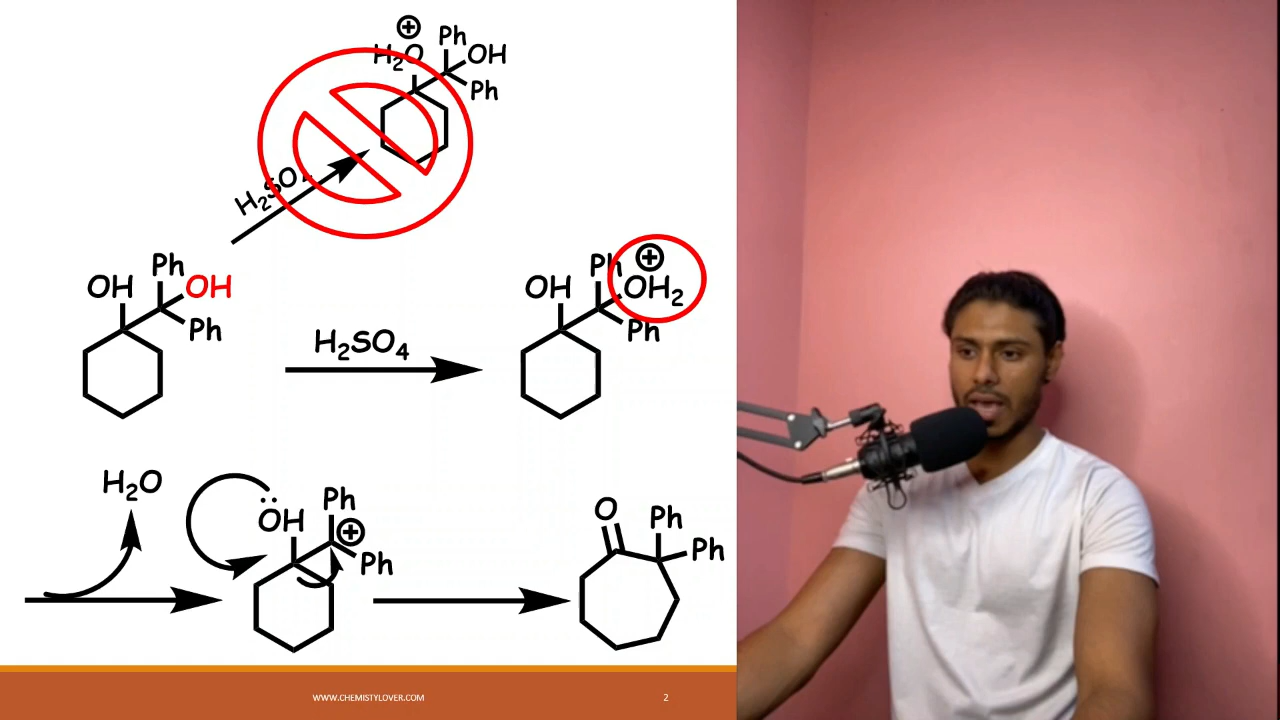 ⊕
H₂O Ph OH
Ph
H₂SO₄
OH Ph OH
Ph
H₂SO₄
⊕
OH Ph OH₂
Ph
H₂O
ÖH Ph ⊕
Ph
O Ph
Ph
WWW.CHEMISTYLOVER.COM 2